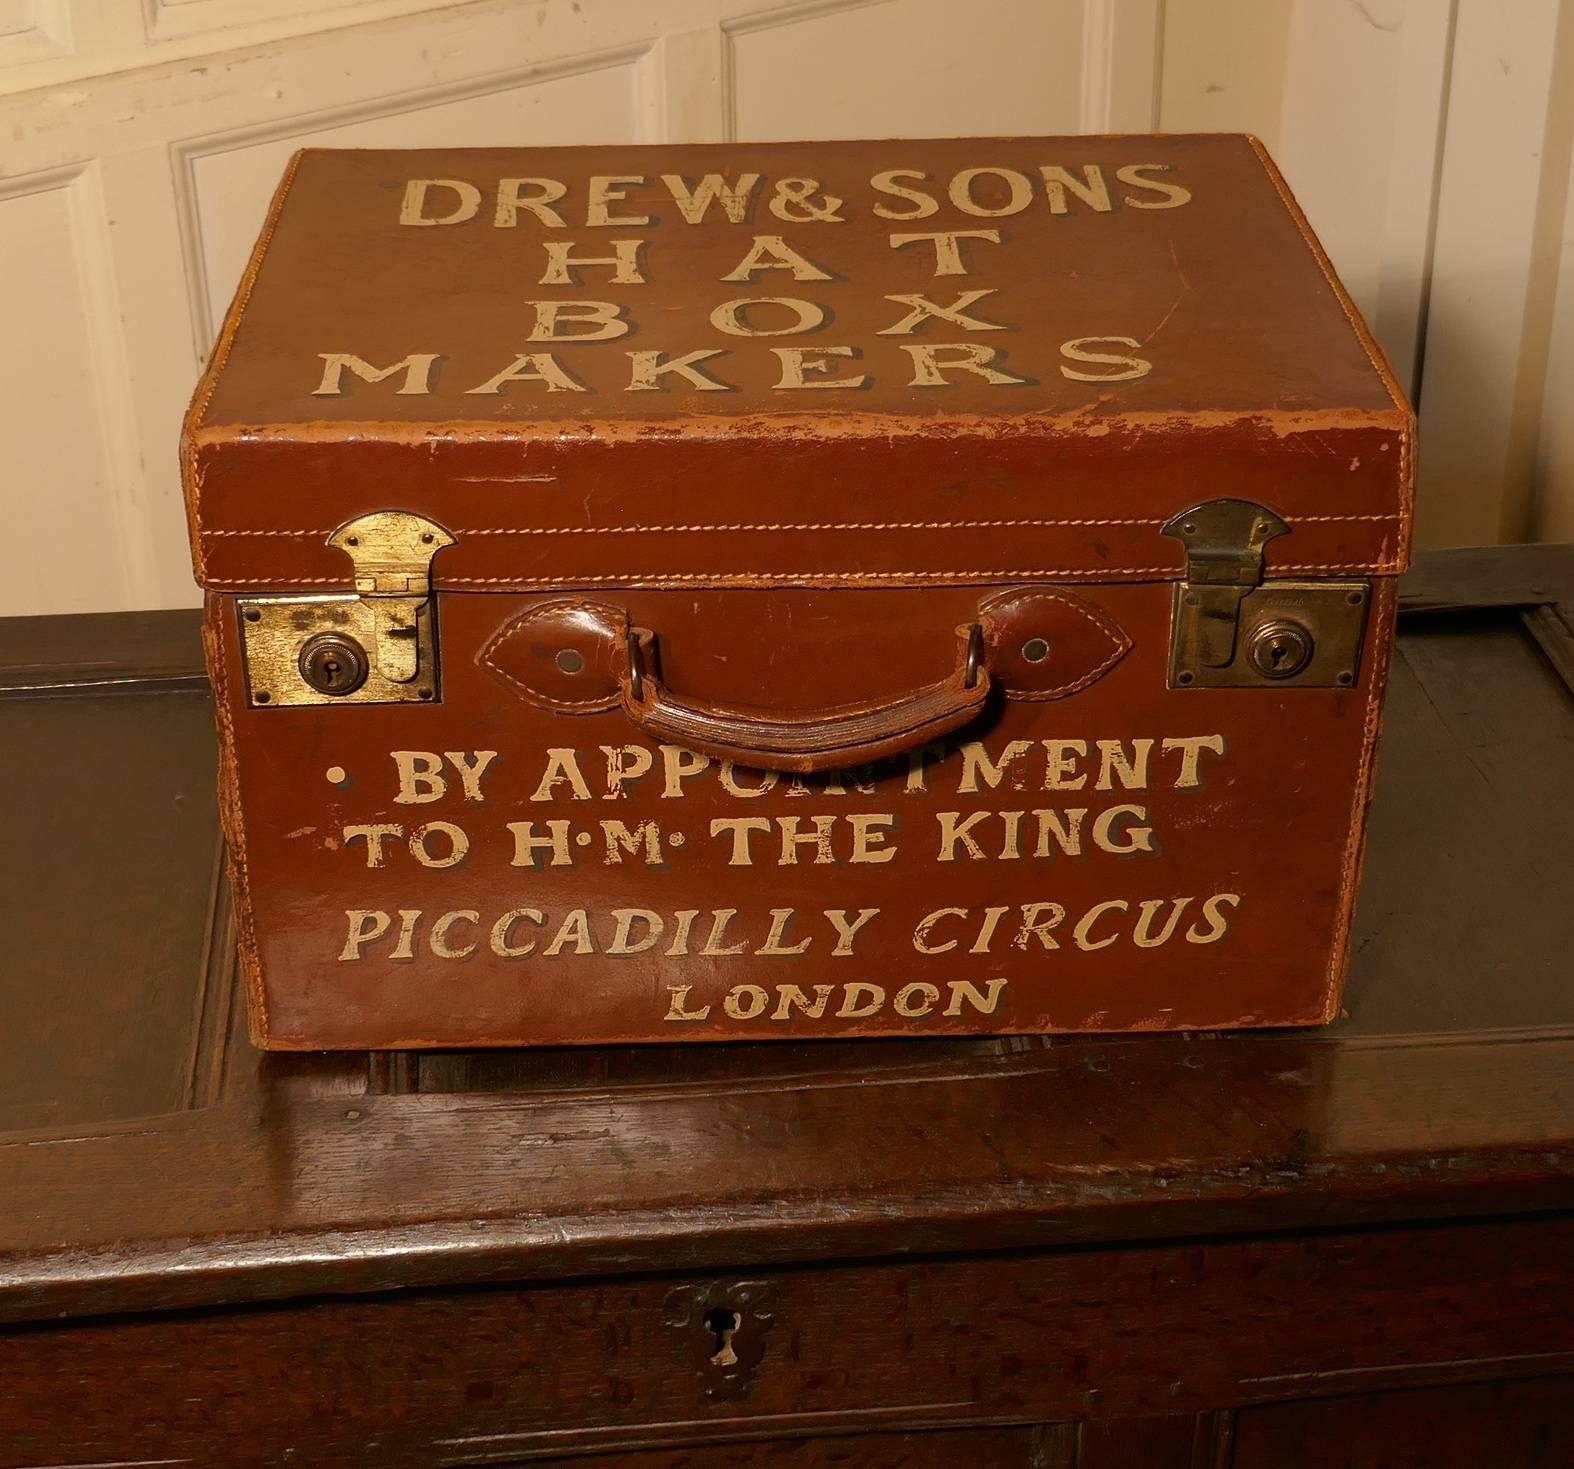 DREW & SONS
HAT
BOX
MAKERS
• BY APPOINTMENT
TO H•M• THE KING
PICCADILLY CIRCUS
LONDON